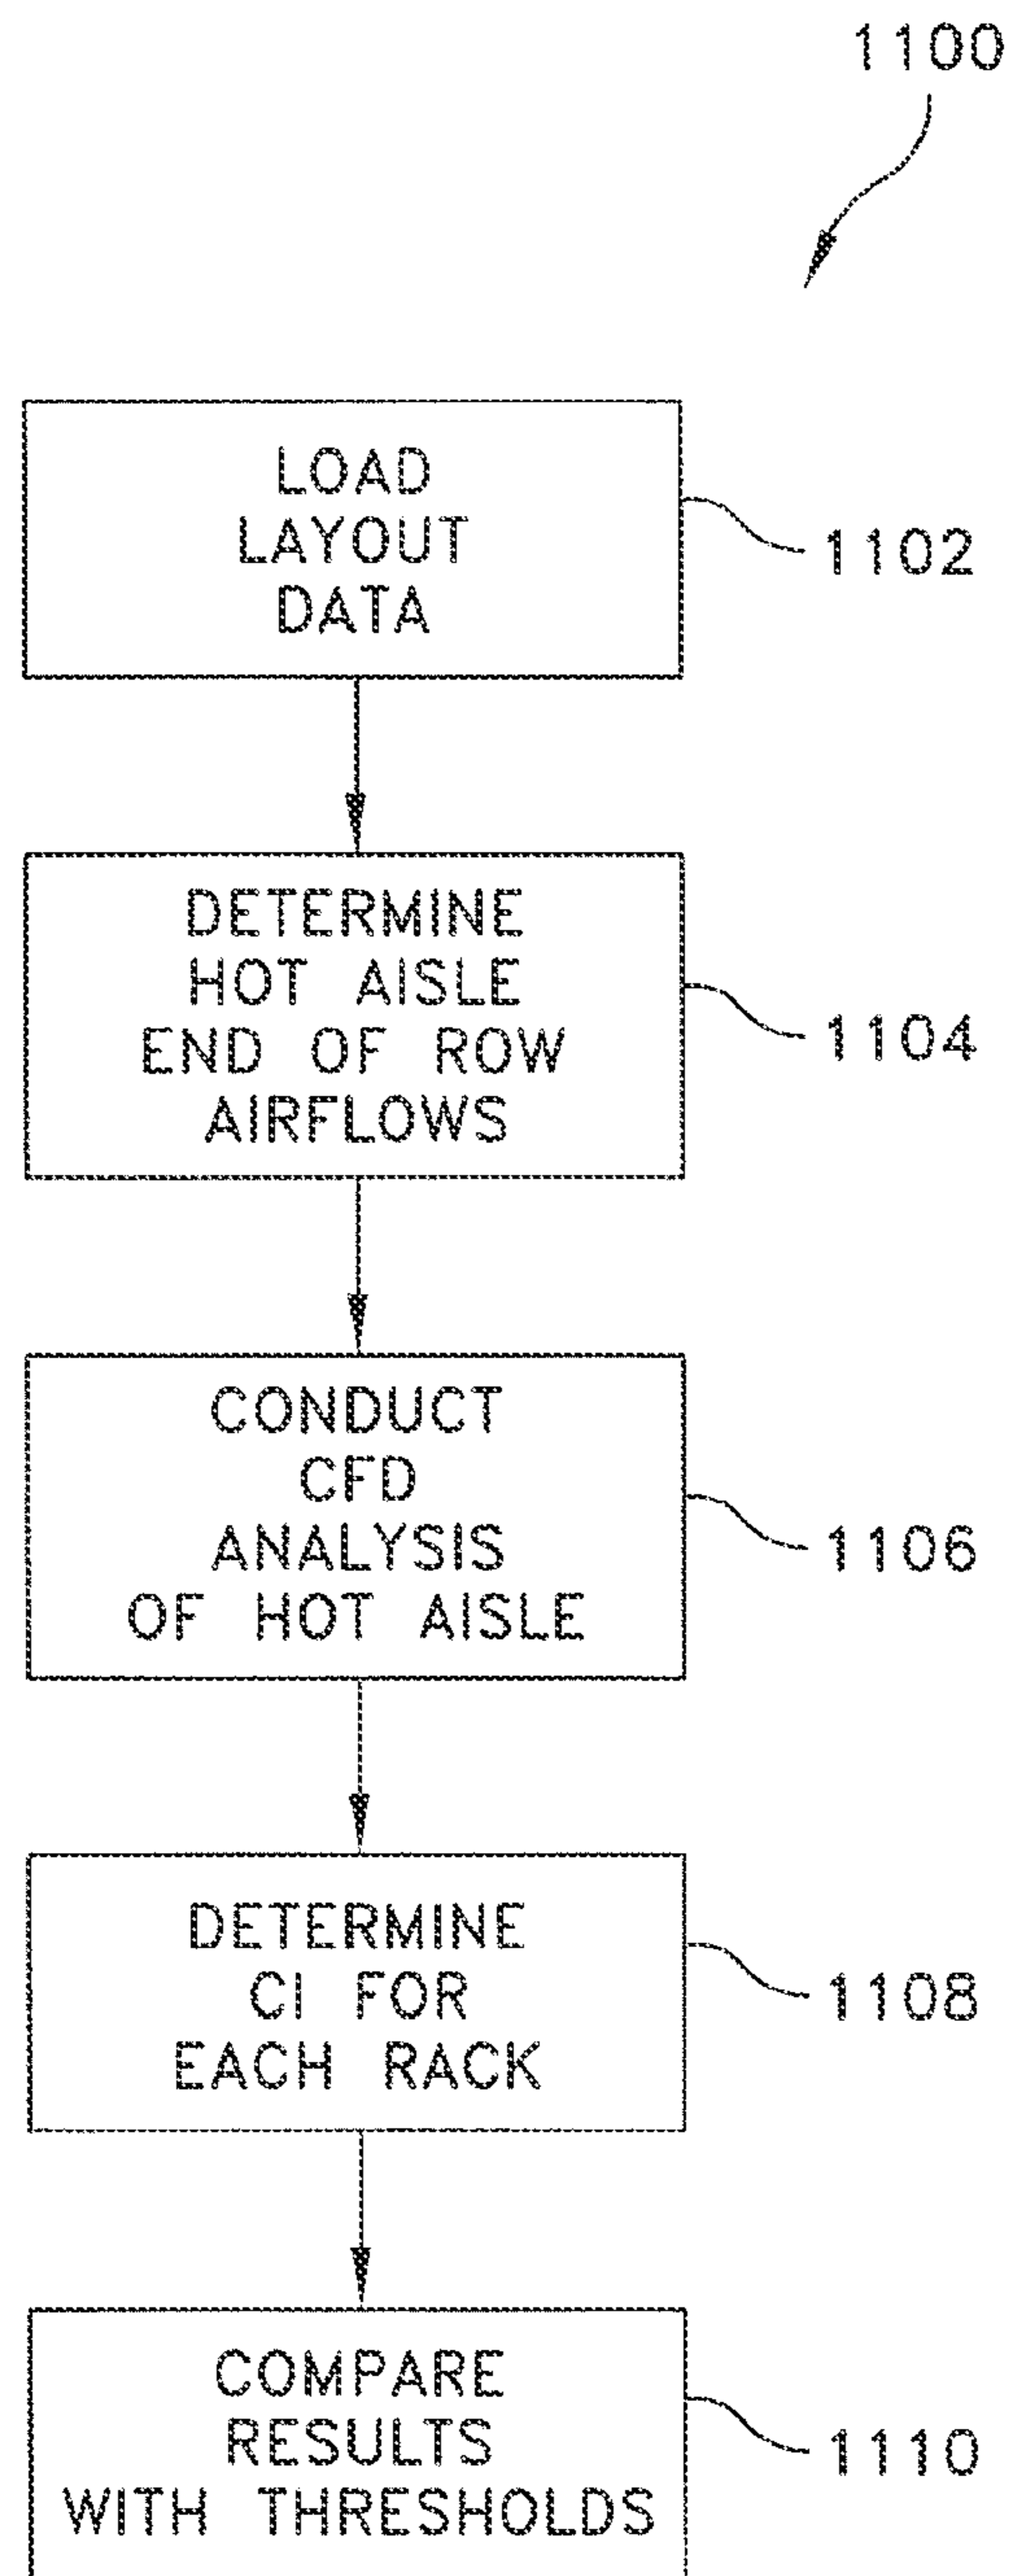 1100
LOAD
LAYOUT
DATA
1102
DETERMINE
HOT AISLE
END OF ROW
AIRFLOWS
1104
CONDUCT
CFD
ANALYSIS
OF HOT AISLE
1106
DETERMINE
CI FOR
EACH RACK
1108
COMPARE
RESULTS
WITH THRESHOLDS
1110